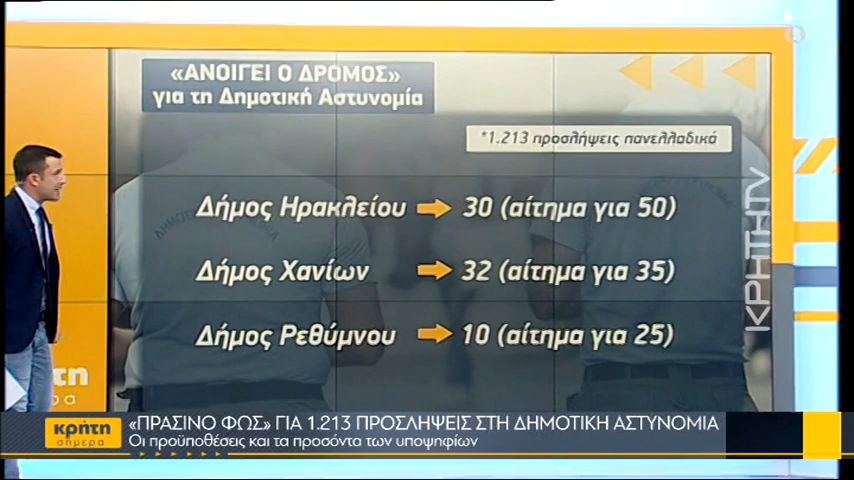 «ΑΝΟΙΓΕΙ Ο ΔΡΟΜΟΣ»
για τη Δημοτική Αστυνομία
*1.213 προσλήψεις πανελλαδικά
Δήμος Ηρακλείου 30 (αίτημα για 50)
Δήμος Χανίων 32 (αίτημα για 35)
Δήμος Ρεθύμνου 10 (αίτημα για 25)
ΚΡΗΤΗTV
κρήτη
σήμερα
«ΠΡΑΣΙΝΟ ΦΩΣ» ΓΙΑ 1.213 ΠΡΟΣΛΗΨΕΙΣ ΣΤΗ ΔΗΜΟΤΙΚΗ ΑΣΤΥΝΟΜΙΑ
Οι προϋποθέσεις και τα προσόντα των υποψηφίων